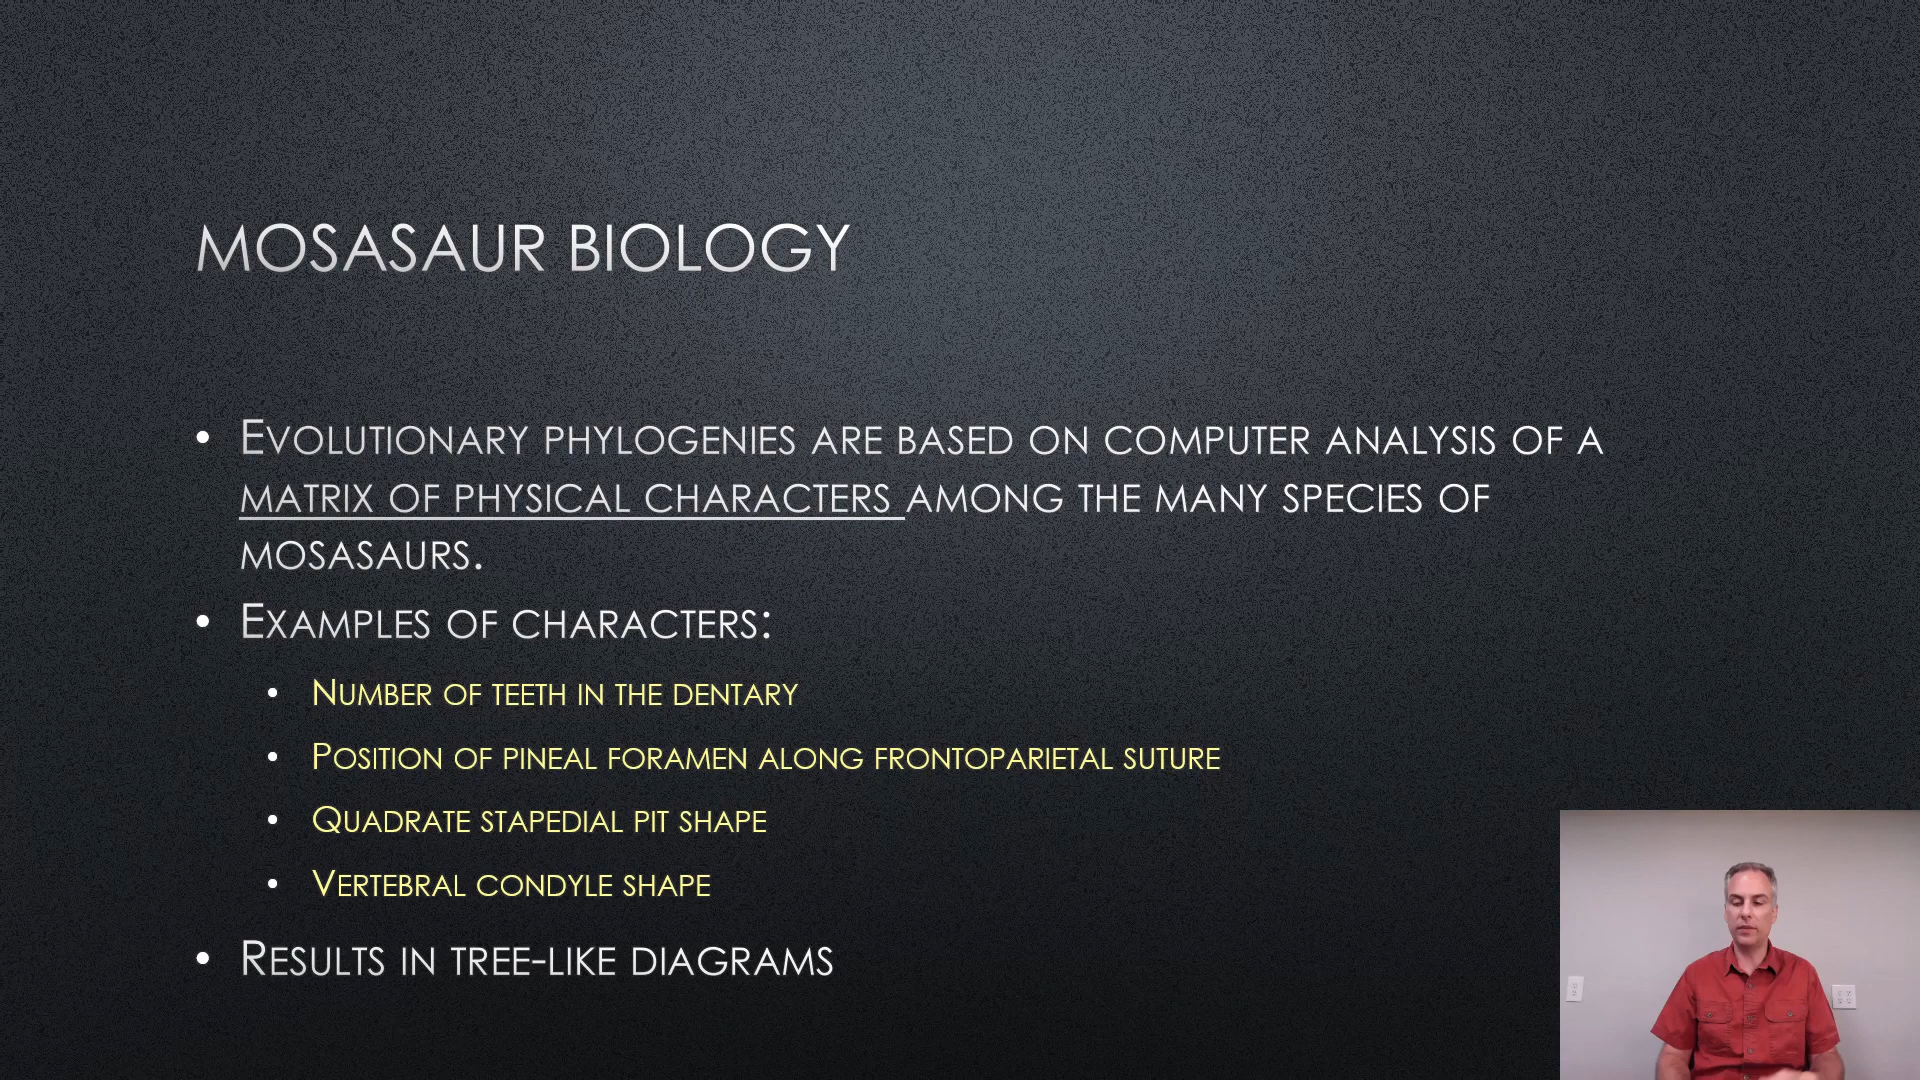 MOSASAUR BIOLOGY
• EVOLUTIONARY PHYLOGENIES ARE BASED ON COMPUTER ANALYSIS OF A
MATRIX OF PHYSICAL CHARACTERS AMONG THE MANY SPECIES OF
MOSASAURS.
• EXAMPLES OF CHARACTERS:
• NUMBER OF TEETH IN THE DENTARY
• POSITION OF PINEAL FORAMEN ALONG FRONTOPARIETAL SUTURE
• QUADRATE STAPEDIAL PIT SHAPE
• VERTEBRAL CONDYLE SHAPE
• RESULTS IN TREE-LIKE DIAGRAMS